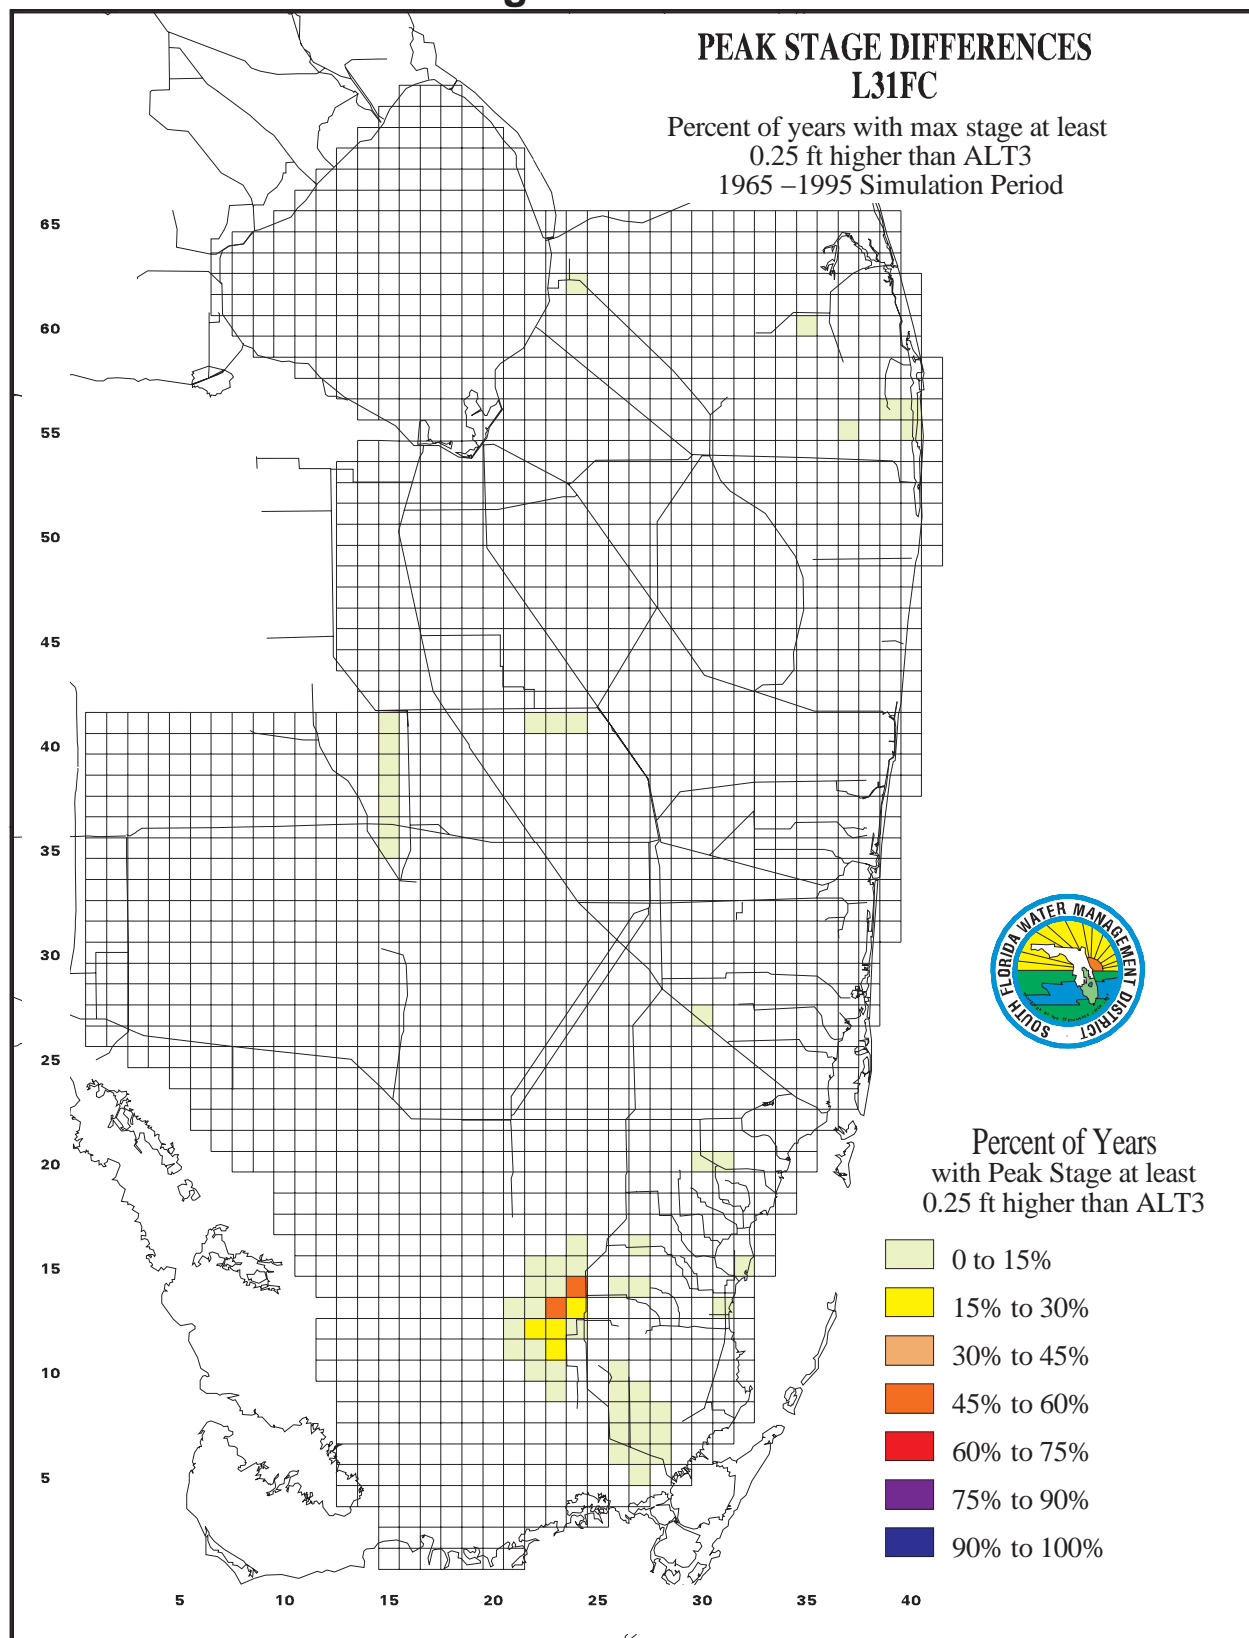 PEAK STAGE DIFFERENCES
L31FC
Percent of years with max stage at least
0.25 ft higher than ALT3
1965 –1995 Simulation Period
65
60
55
50
45
40
35
30
25
20
15
10
5
SOUTH FLORIDA WATER MANAGEMENT DISTRICT
Percent of Years
with Peak Stage at least
0.25 ft higher than ALT3
0 to 15%
15% to 30%
30% to 45%
45% to 60%
60% to 75%
75% to 90%
90% to 100%
5 10 15 20 25 30 35 40